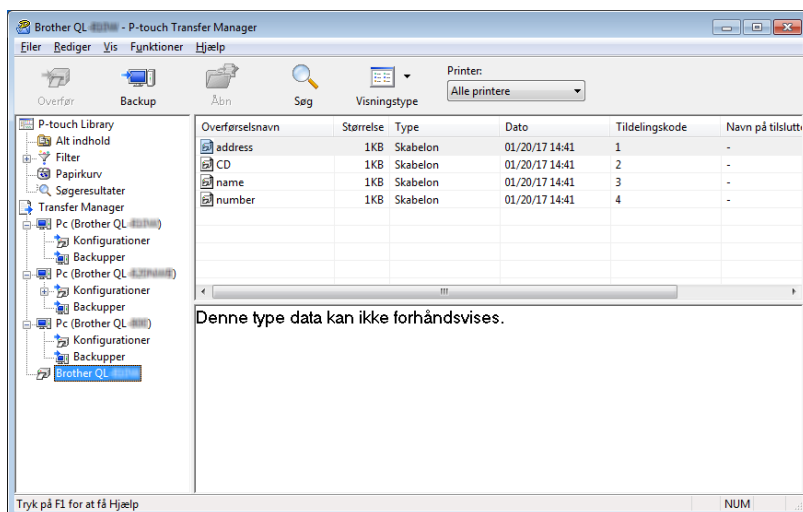 Brother QL - P-touch Transfer Manager
Filer Rediger Vis Funktioner Hjælp
Overfør Backup Åbn Søg Visningstype
Printer:
Alle printere
P-touch Library
Alt indhold
Filter
Papirkurv
Søgeresultater
Transfer Manager
Pc (Brother QL )
Konfigurationer
Backupper
Pc (Brother QL )
Konfigurationer
Backupper
Pc (Brother QL )
Konfigurationer
Backupper
Brother QL
Overførselsnavn Størrelse Type Dato Tildelingskode Navn på tilslutte
address 1KB Skabelon 01/20/17 14:41 1 -
CD 1KB Skabelon 01/20/17 14:41 2 -
name 1KB Skabelon 01/20/17 14:41 3 -
number 1KB Skabelon 01/20/17 14:41 4 -
Denne type data kan ikke forhåndsvises.
Tryk på F1 for at få Hjælp NUM